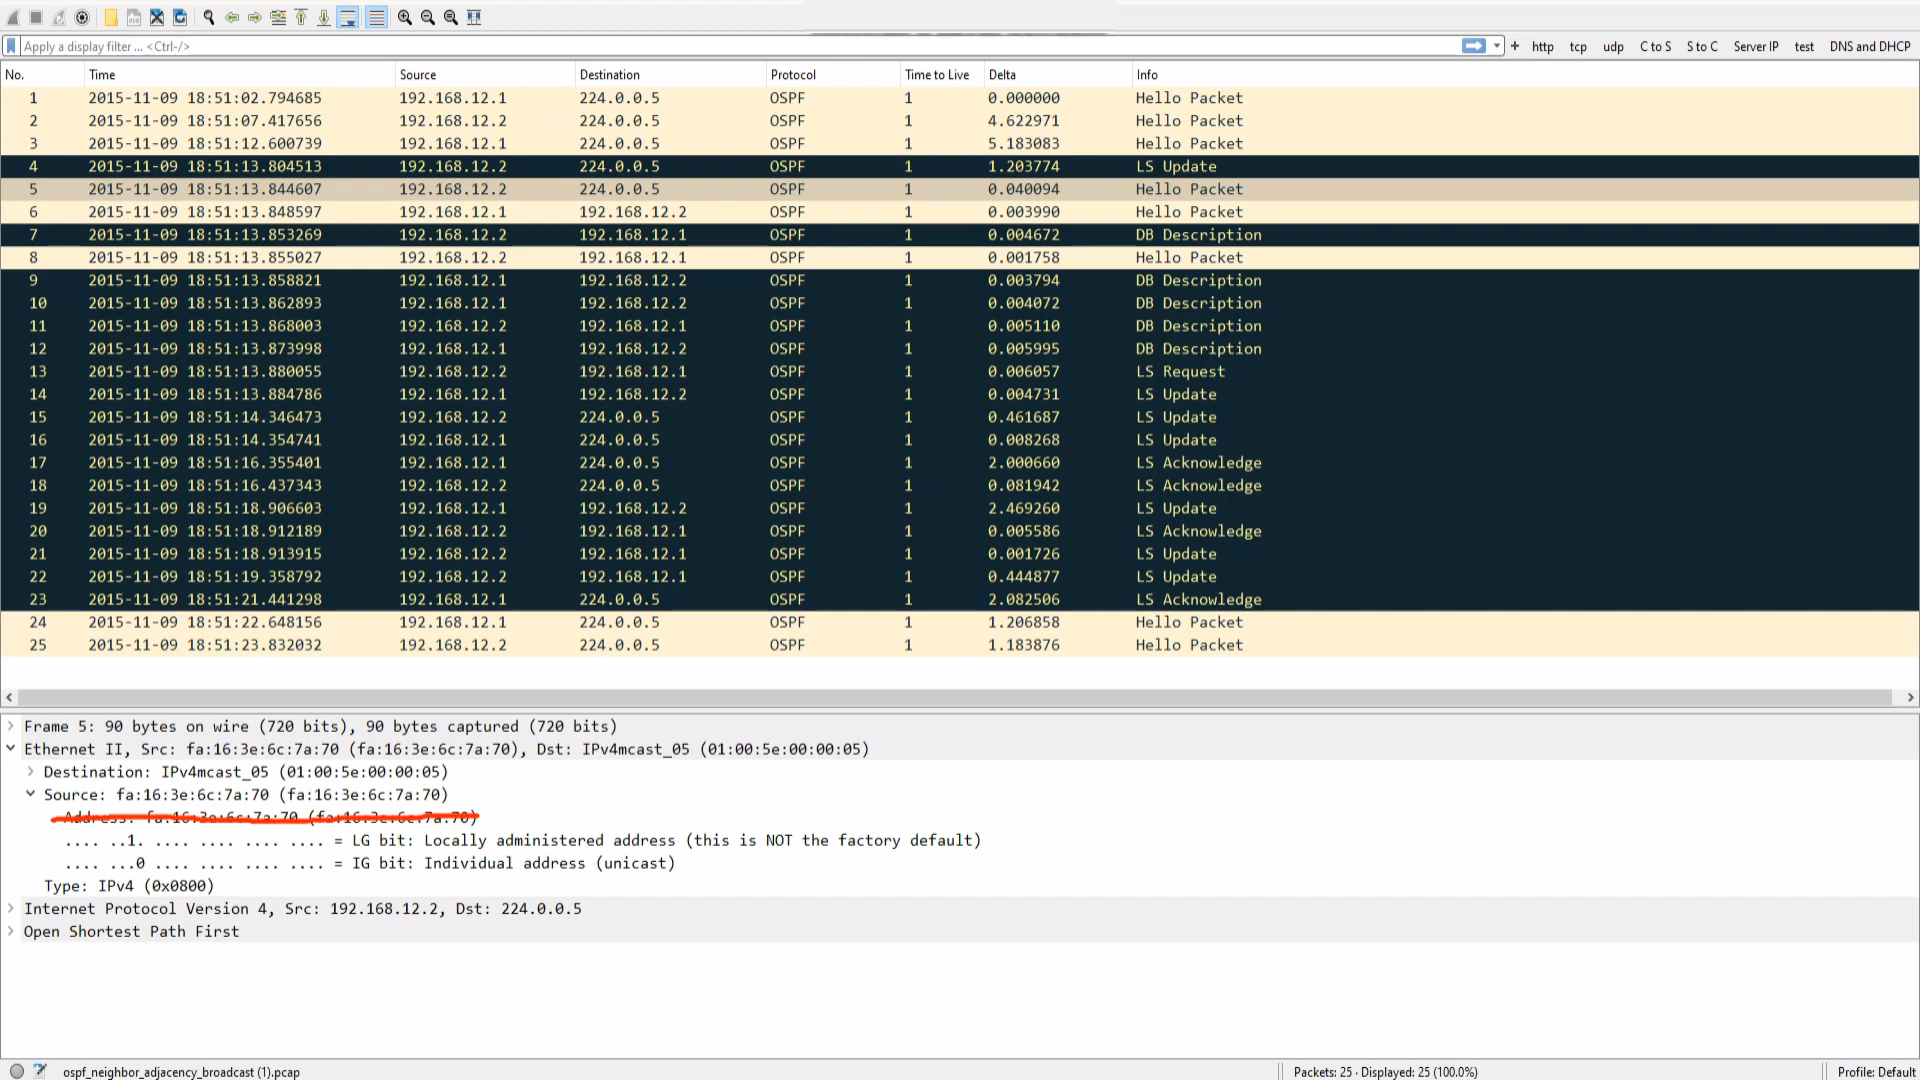 Apply a display filter ... <Ctrl-/> + http tcp udp C to S S to C Server IP test DNS and DHCP
No. Time Source Destination Protocol Time to Live Delta Info
1 2015-11-09 18:51:02.794685 192.168.12.1 224.0.0.5 OSPF 1 0.000000 Hello Packet
2 2015-11-09 18:51:07.417656 192.168.12.2 224.0.0.5 OSPF 1 4.622971 Hello Packet
3 2015-11-09 18:51:12.600739 192.168.12.1 224.0.0.5 OSPF 1 5.183083 Hello Packet
4 2015-11-09 18:51:13.804513 192.168.12.2 224.0.0.5 OSPF 1 1.203774 LS Update
5 2015-11-09 18:51:13.844607 192.168.12.2 224.0.0.5 OSPF 1 0.040094 Hello Packet
6 2015-11-09 18:51:13.848597 192.168.12.1 192.168.12.2 OSPF 1 0.003990 Hello Packet
7 2015-11-09 18:51:13.853269 192.168.12.2 192.168.12.1 OSPF 1 0.004672 DB Description
8 2015-11-09 18:51:13.855027 192.168.12.2 192.168.12.1 OSPF 1 0.001758 Hello Packet
9 2015-11-09 18:51:13.858821 192.168.12.1 192.168.12.2 OSPF 1 0.003794 DB Description
10 2015-11-09 18:51:13.862893 192.168.12.1 192.168.12.2 OSPF 1 0.004072 DB Description
11 2015-11-09 18:51:13.868003 192.168.12.2 192.168.12.1 OSPF 1 0.005110 DB Description
12 2015-11-09 18:51:13.873998 192.168.12.1 192.168.12.2 OSPF 1 0.005995 DB Description
13 2015-11-09 18:51:13.880055 192.168.12.2 192.168.12.1 OSPF 1 0.006057 LS Request
14 2015-11-09 18:51:13.884786 192.168.12.1 192.168.12.2 OSPF 1 0.004731 LS Update
15 2015-11-09 18:51:14.346473 192.168.12.2 224.0.0.5 OSPF 1 0.461687 LS Update
16 2015-11-09 18:51:14.354741 192.168.12.1 224.0.0.5 OSPF 1 0.008268 LS Update
17 2015-11-09 18:51:16.355401 192.168.12.1 224.0.0.5 OSPF 1 2.000660 LS Acknowledge
18 2015-11-09 18:51:16.437343 192.168.12.2 224.0.0.5 OSPF 1 0.081942 LS Acknowledge
19 2015-11-09 18:51:18.906603 192.168.12.1 192.168.12.2 OSPF 1 2.469260 LS Update
20 2015-11-09 18:51:18.912189 192.168.12.2 192.168.12.1 OSPF 1 0.005586 LS Acknowledge
21 2015-11-09 18:51:18.913915 192.168.12.2 192.168.12.1 OSPF 1 0.001726 LS Update
22 2015-11-09 18:51:19.358792 192.168.12.2 192.168.12.1 OSPF 1 0.444877 LS Update
23 2015-11-09 18:51:21.441298 192.168.12.1 224.0.0.5 OSPF 1 2.082506 LS Acknowledge
24 2015-11-09 18:51:22.648156 192.168.12.1 224.0.0.5 OSPF 1 1.206858 Hello Packet
25 2015-11-09 18:51:23.832032 192.168.12.2 224.0.0.5 OSPF 1 1.183876 Hello Packet
Frame 5: 90 bytes on wire (720 bits), 90 bytes captured (720 bits)
Ethernet II, Src: fa:16:3e:6c:7a:70 (fa:16:3e:6c:7a:70), Dst: IPv4mcast_05 (01:00:5e:00:00:05)
Destination: IPv4mcast_05 (01:00:5e:00:00:05)
Source: fa:16:3e:6c:7a:70 (fa:16:3e:6c:7a:70)
Address: fa:16:3e:6c:7a:70 (fa:16:3e:6c:7a:70)
.... ..1. .... .... .... .... = LG bit: Locally administered address (this is NOT the factory default)
.... ...0 .... .... .... .... = IG bit: Individual address (unicast)
Type: IPv4 (0x0800)
Internet Protocol Version 4, Src: 192.168.12.2, Dst: 224.0.0.5
Open Shortest Path First
ospf_neighbor_adjacency_broadcast (1).pcap Packets: 25 · Displayed: 25 (100.0%) Profile: Default